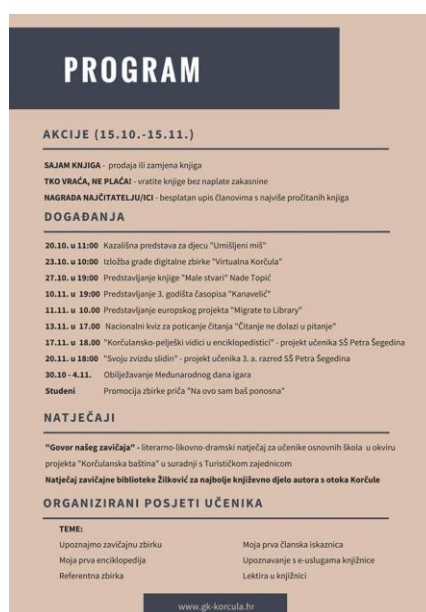 PROGRAM
AKCIJE (15.10.-15.11.)
SAJAM KNJIGA - prodaja ili zamjena knjiga
TKO VRAĆA, NE PLAĆA! - vratite knjige bez naplate zakasnine
NAGRADA NAJČITATELJU/ICI - besplatan upis članovima s najviše pročitanih knjiga
DOGAĐANJA
20.10. u 11:00 Kazališna predstava za djecu "Umišljeni miš"
23.10. u 10:00 Izložba građe digitalne zbirke "Virtualna Korčula"
27.10. u 19:00 Predstavljanje knjige "Male stvari" Nade Topić
10.11. u 19:00 Predstavljanje 3. godišta časopisa "Kanavelić"
11.11. u 10.00 Predstavljanje europskog projekta "Migrate to Library"
13.11. u 17.00 Nacionalni kviz za poticanje čitanja "Čitanje ne dolazi u pitanje"
17.11. u 18.00 "Korčulansko-pelješki vidici u enciklopedistici" - projekt učenika SŠ Petra Šegedina
20.11. u 18:00 "Svoju zvizdu slidin" - projekt učenika 3. a. razred SŠ Petra Šegedina
30.10 - 4.11. Obilježavanje Međunarodnog dana igara
Studeni Promocija zbirke priča "Na ovo sam baš ponosna"
NATJEČAJI
"Govor našeg zavičaja" - literarno-likovno-dramski natječaj za učenike osnovnih škola u okviru
projekta "Korčulanska baština" u suradnji s Turističkom zajednicom
Natječaj zavičajne biblioteke Žilković za najbolje književno djelo autora s otoka Korčule
ORGANIZIRANI POSJETI UČENIKA
TEME:
Upoznajmo zavičajnu zbirku
Moja prva enciklopedija
Referentna zbirka
Moja prva članska iskaznica
Upoznavanje s e-uslugama knjižnice
Lektira u knjižnici
www.gk-korcula.hr